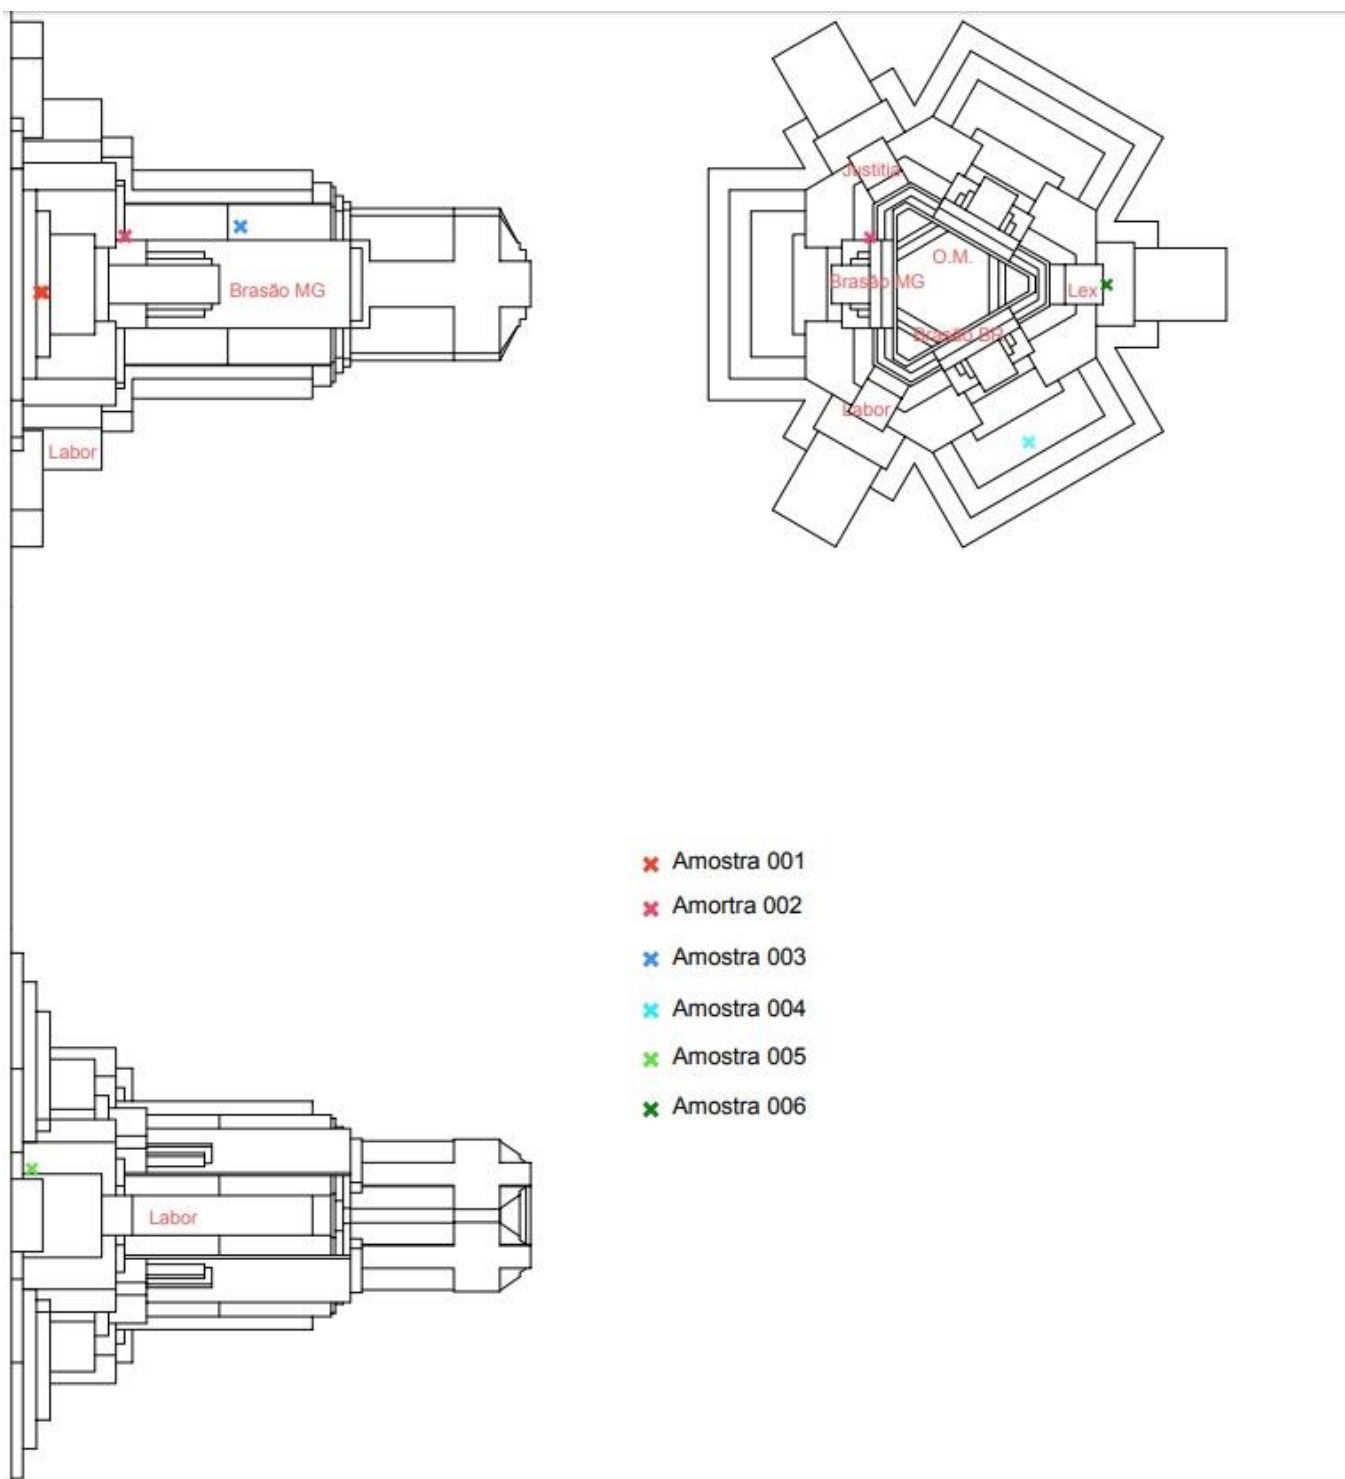 Justitia
O.M.
Brasão MG
Brasão MG
Lex
Brasão BR
Labor
Labor
Amostra 001
Amortra 002
Amostra 003
Amostra 004
Amostra 005
Amostra 006
Labor